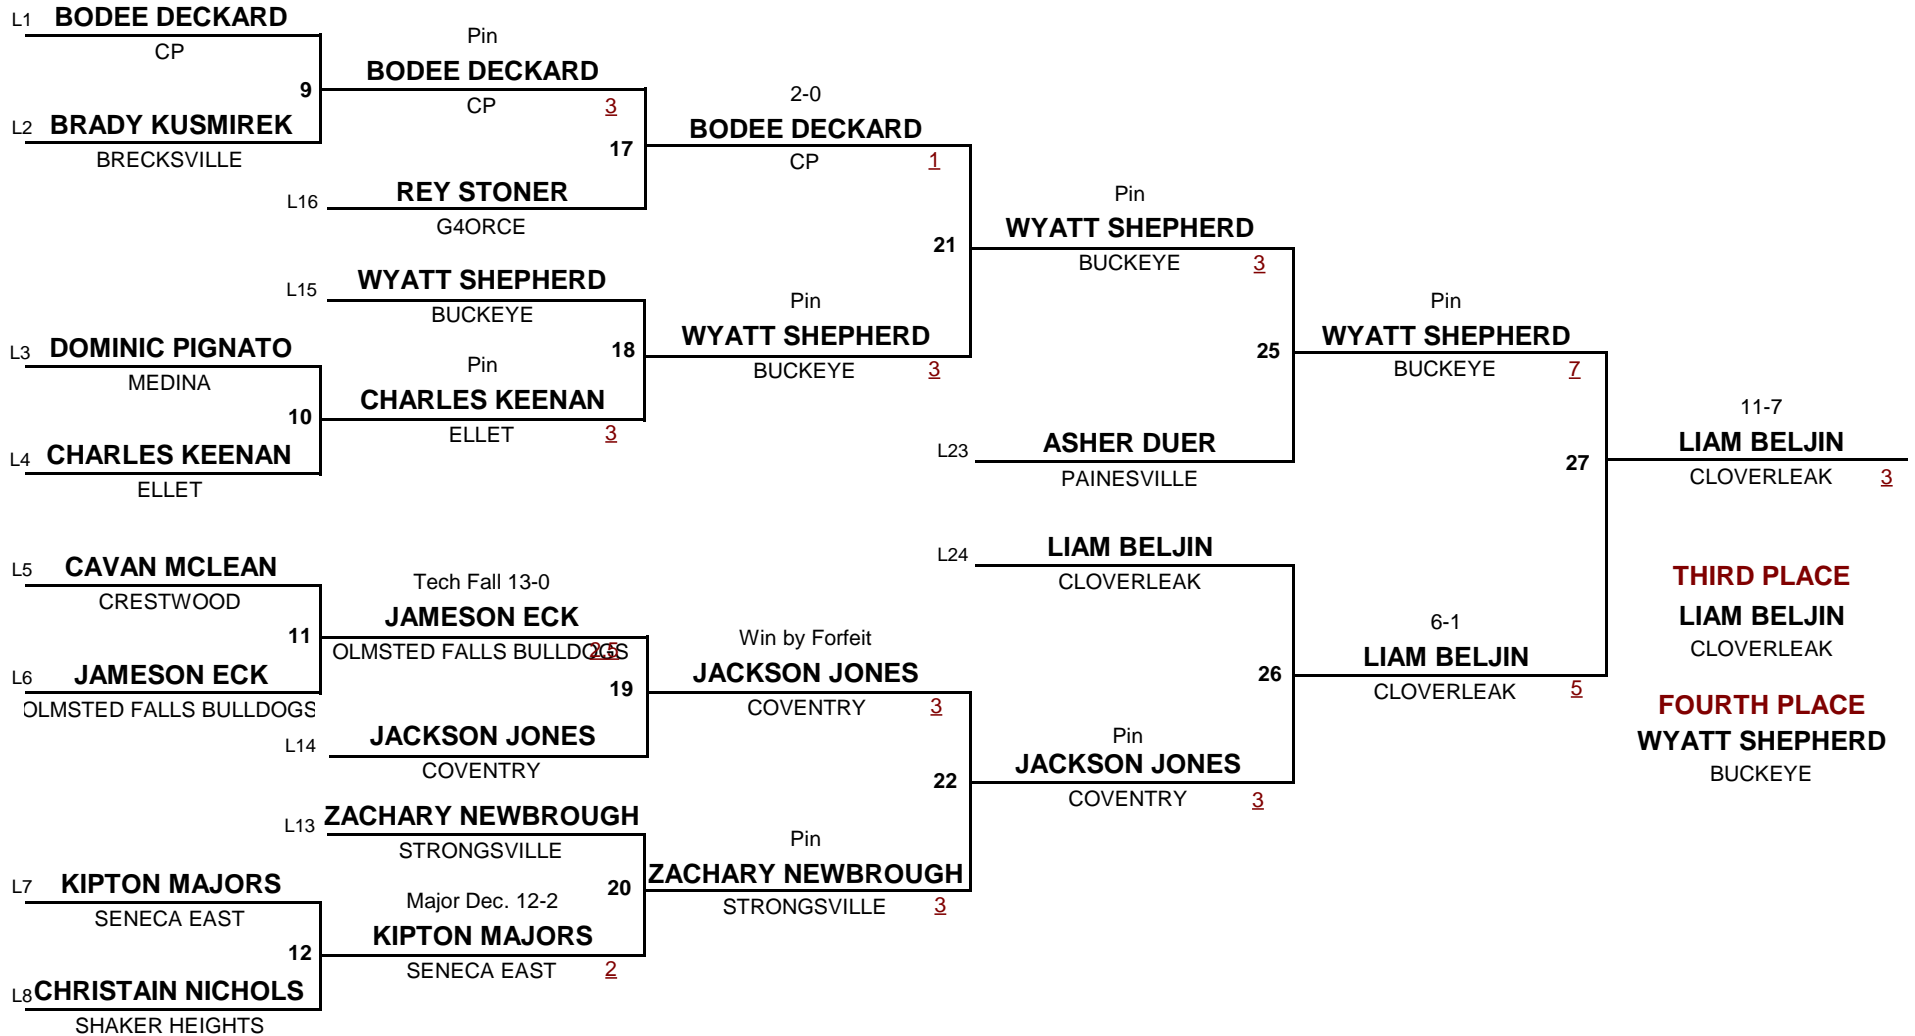 L1 BODEE DECKARD
CP
9
L2 BRADY KUSMIREK
BRECKSVILLE
Pin
BODEE DECKARD
CP 3
17
L16 REY STONER
G4ORCE
2-0
BODEE DECKARD
CP 1
21
L15 WYATT SHEPHERD
BUCKEYE
18
L3 DOMINIC PIGNATO
MEDINA
10
L4 CHARLES KEENAN
ELLET
Pin
CHARLES KEENAN
ELLET 3
Pin
WYATT SHEPHERD
BUCKEYE 3
Pin
WYATT SHEPHERD
BUCKEYE 3
25
L23 ASHER DUER
PAINESVILLE
Pin
WYATT SHEPHERD
BUCKEYE 7
27
11-7
LIAM BELJIN
CLOVERLEAK 3
L5 CAVAN MCLEAN
CRESTWOOD
11
L6 JAMESON ECK
OLMSTED FALLS BULLDOGS
Tech Fall 13-0
JAMESON ECK
OLMSTED FALLS BULLDOGS 2.5
19
L14 JACKSON JONES
COVENTRY
Win by Forfeit
JACKSON JONES
COVENTRY 3
22
L13 ZACHARY NEWBROUGH
STRONGSVILLE
20
L7 KIPTON MAJORS
SENECA EAST
12
L8 CHRISTAIN NICHOLS
SHAKER HEIGHTS
Major Dec. 12-2
KIPTON MAJORS
SENECA EAST 2
Pin
ZACHARY NEWBROUGH
STRONGSVILLE 3
Pin
JACKSON JONES
COVENTRY 3
L24 LIAM BELJIN
CLOVERLEAK
26
6-1
LIAM BELJIN
CLOVERLEAK 5
THIRD PLACE
LIAM BELJIN
CLOVERLEAK
FOURTH PLACE
WYATT SHEPHERD
BUCKEYE